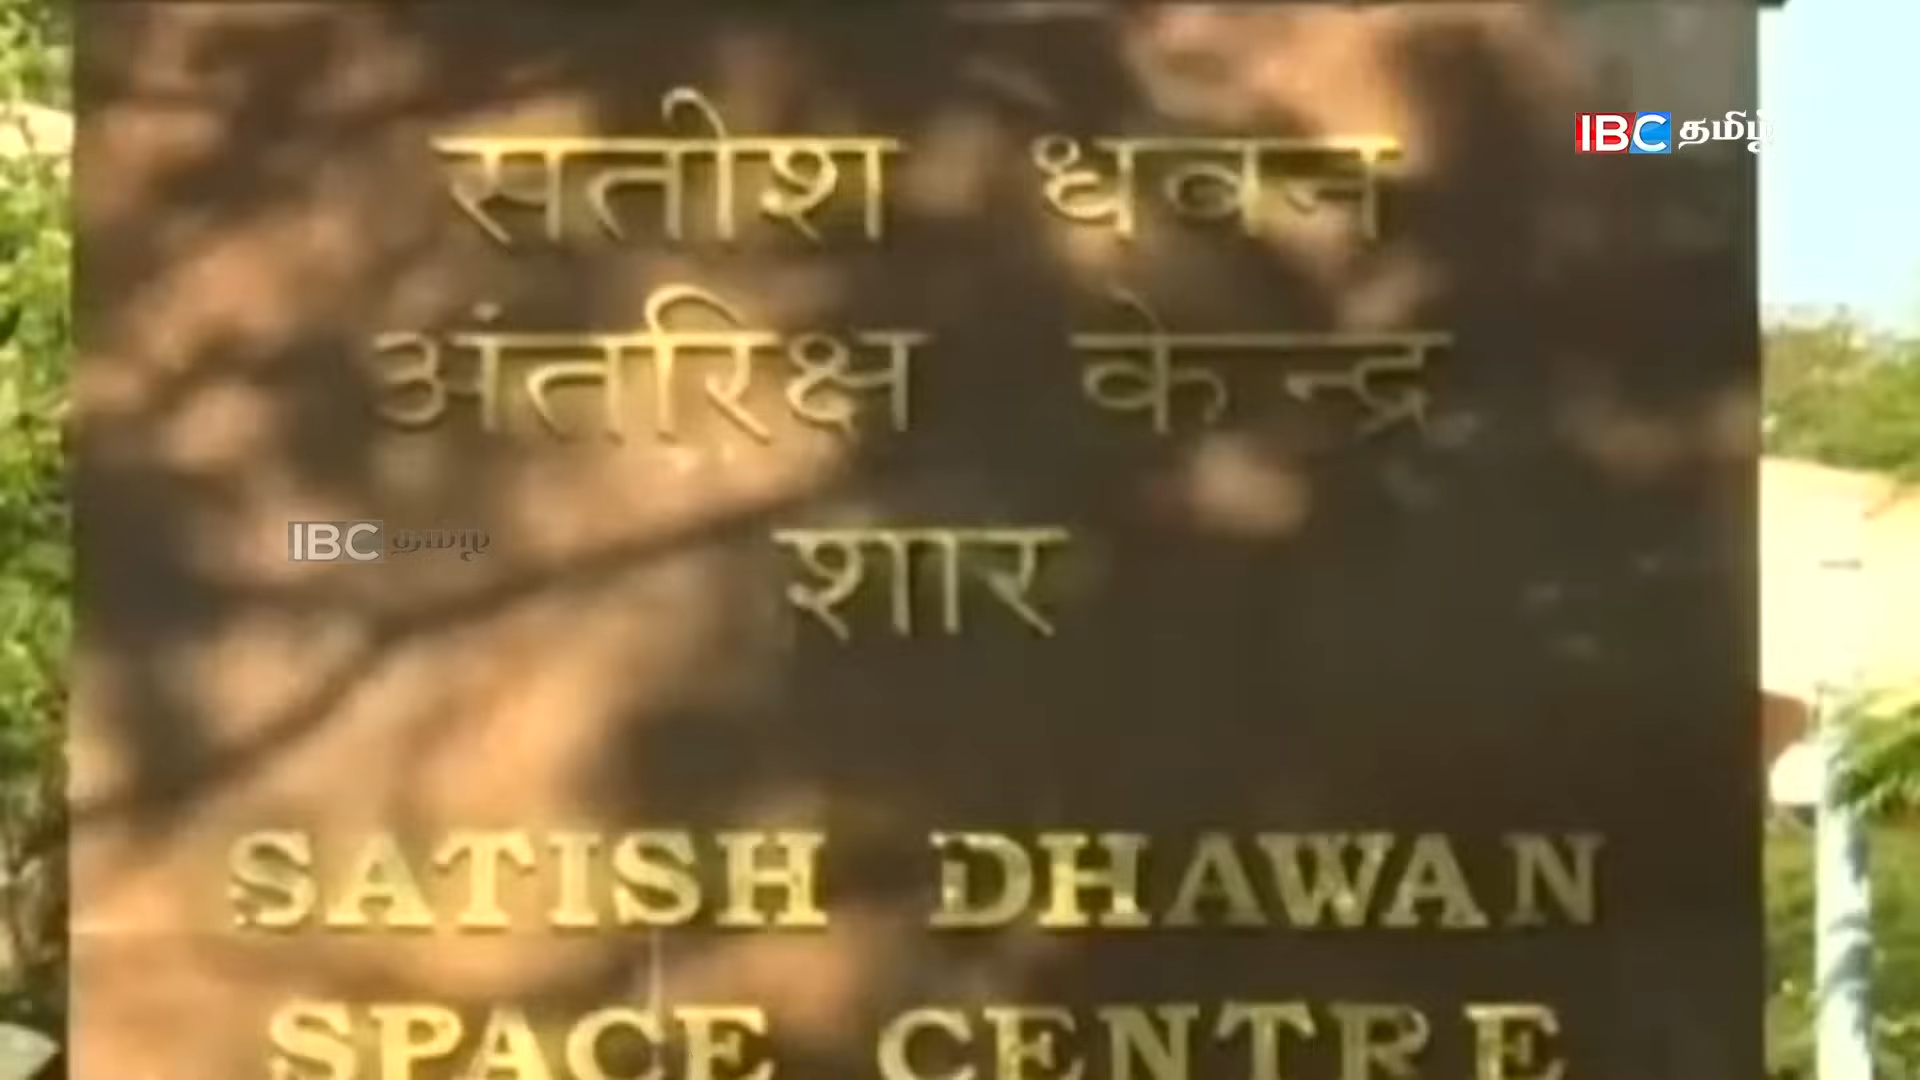 IBC தமிழ்
सतीश धवन
अंतरिक्ष केन्द्र
IBC தமிழ்
शार
SATISH DHAWAN
SPACE CENTRE